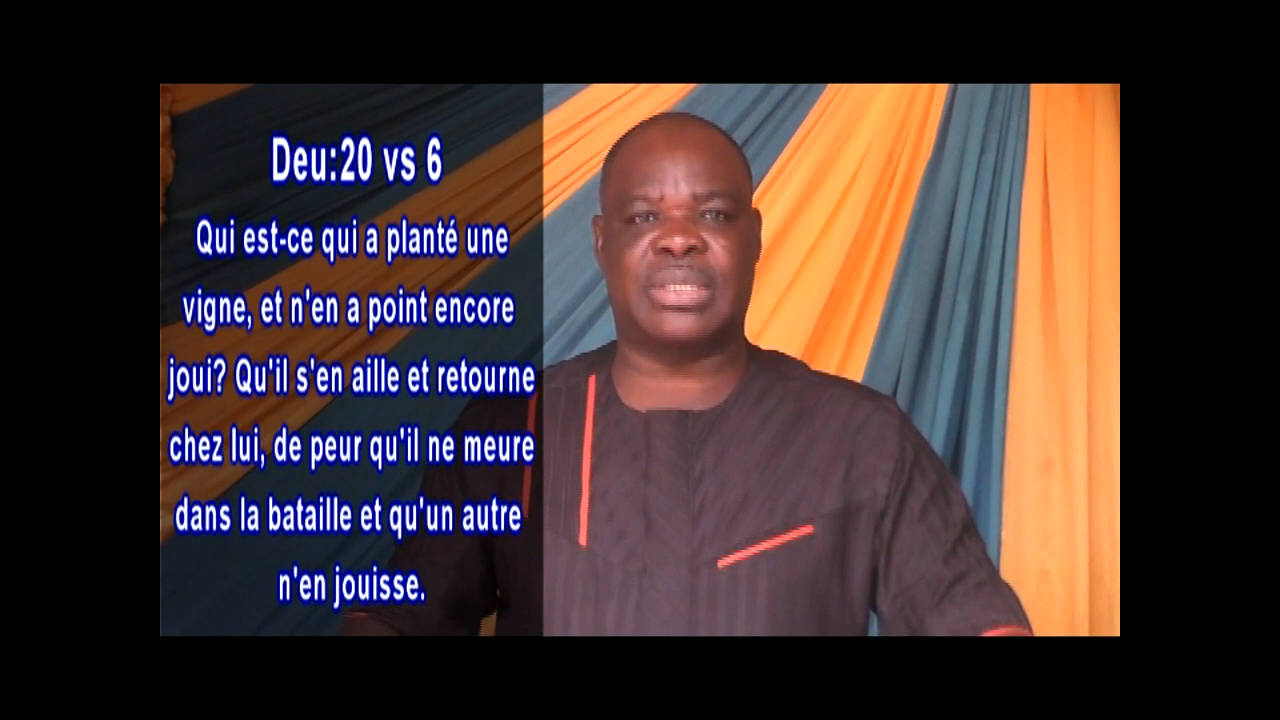 Deu:20 vs 6
Qui est-ce qui a planté une
vigne, et n'en a point encore
joui? Qu'il s'en aille et retourne
chez lui, de peur qu'il ne meure
dans la bataille et qu'un autre
n'en jouisse.